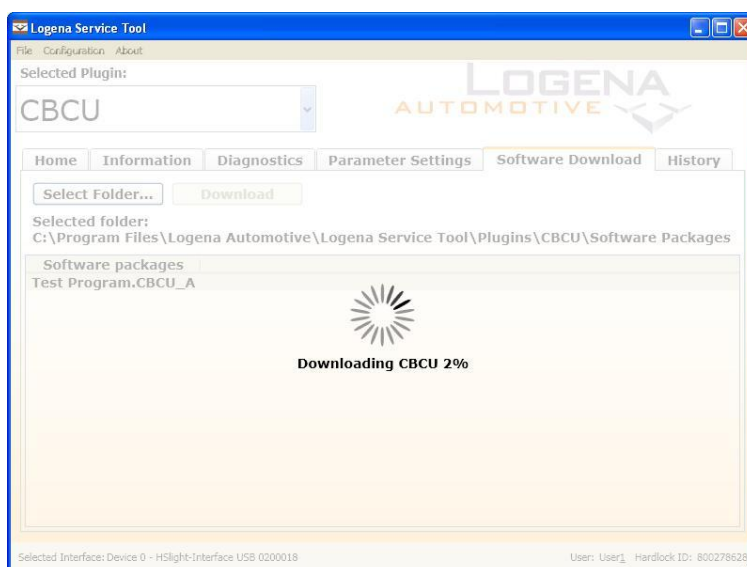 Logena Service Tool
File Configuration About
Selected Plugin:
LOGENA
AUTOMOTIVE
CBCU
Home Information Diagnostics Parameter Settings Software Download History
Select Folder... Download
Selected folder:
C:\Program Files\Logena Automotive\Logena Service Tool\Plugins\CBCU\Software Packages
Software packages
Test Program.CBCU_A
Downloading CBCU 2%
Selected Interface: Device 0 - HSlight-Interface USB 0200018 User: User1 Hardlock ID: 800278628